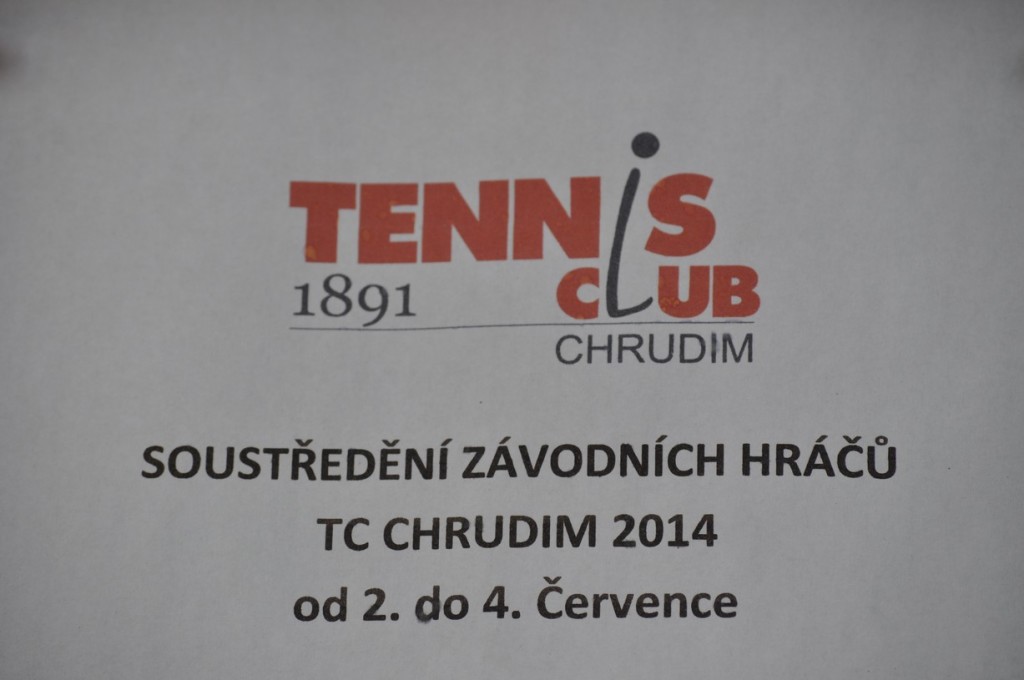 TENNiS
1891 CLUB
CHRUDIM
SOUSTŘEDĚNÍ ZÁVODNÍCH HRÁČŮ
TC CHRUDIM 2014
od 2. do 4. Července